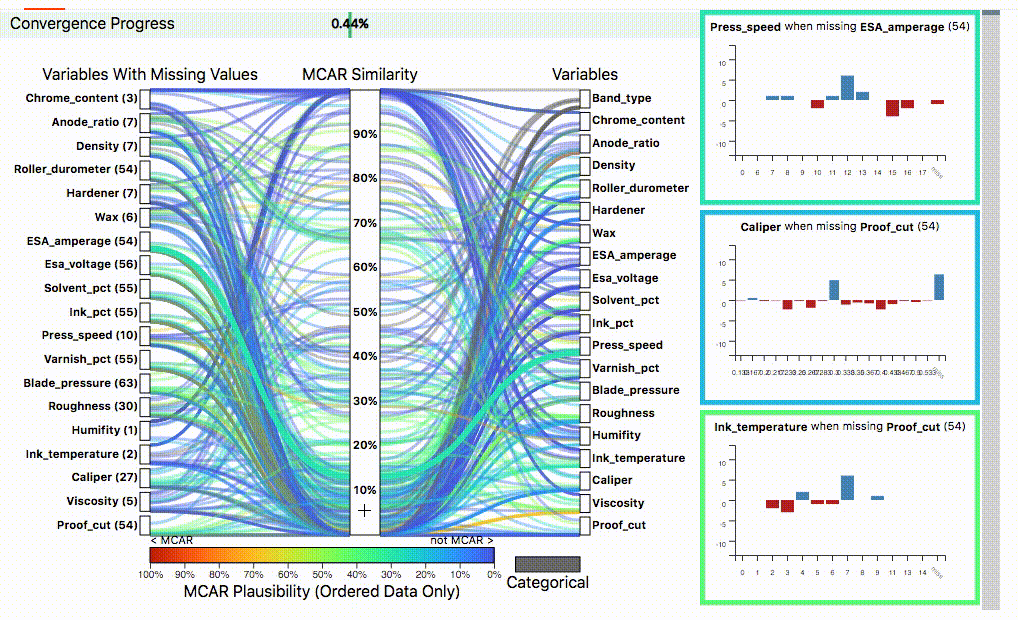 Convergence Progress
0.44%
Variables With Missing Values
MCAR Similarity
Variables
Chrome_content (3)
Anode_ratio (7)
Density (7)
Roller_durometer (54)
Hardener (7)
Wax (6)
ESA_amperage (54)
Esa_voltage (56)
Solvent_pct (55)
Ink_pct (55)
Press_speed (10)
Varnish_pct (55)
Blade_pressure (63)
Roughness (30)
Humifity (1)
Ink_temperature (2)
Caliper (27)
Viscosity (5)
Proof_cut (54)
90%
80%
70%
60%
50%
40%
30%
20%
10%
Band_type
Chrome_content
Anode_ratio
Density
Roller_durometer
Hardener
Wax
ESA_amperage
Esa_voltage
Solvent_pct
Ink_pct
Press_speed
Varnish_pct
Blade_pressure
Roughness
Humifity
Ink_temperature
Caliper
Viscosity
Proof_cut
< MCAR
not MCAR >
100% 90% 80% 70% 60% 50% 40% 30% 20% 10% 0%
MCAR Plausibility (Ordered Data Only)
Categorical
Press_speed when missing ESA_amperage (54)
10
5
0
-5
-10
0 6 7 8 9 10 11 12 13 14 15 16 17
Caliper when missing Proof_cut (54)
10
5
0
-5
-10
Ink_temperature when missing Proof_cut (54)
10
5
0
-5
-10
0 1 2 3 4 5 6 7 8 9 11 13 14